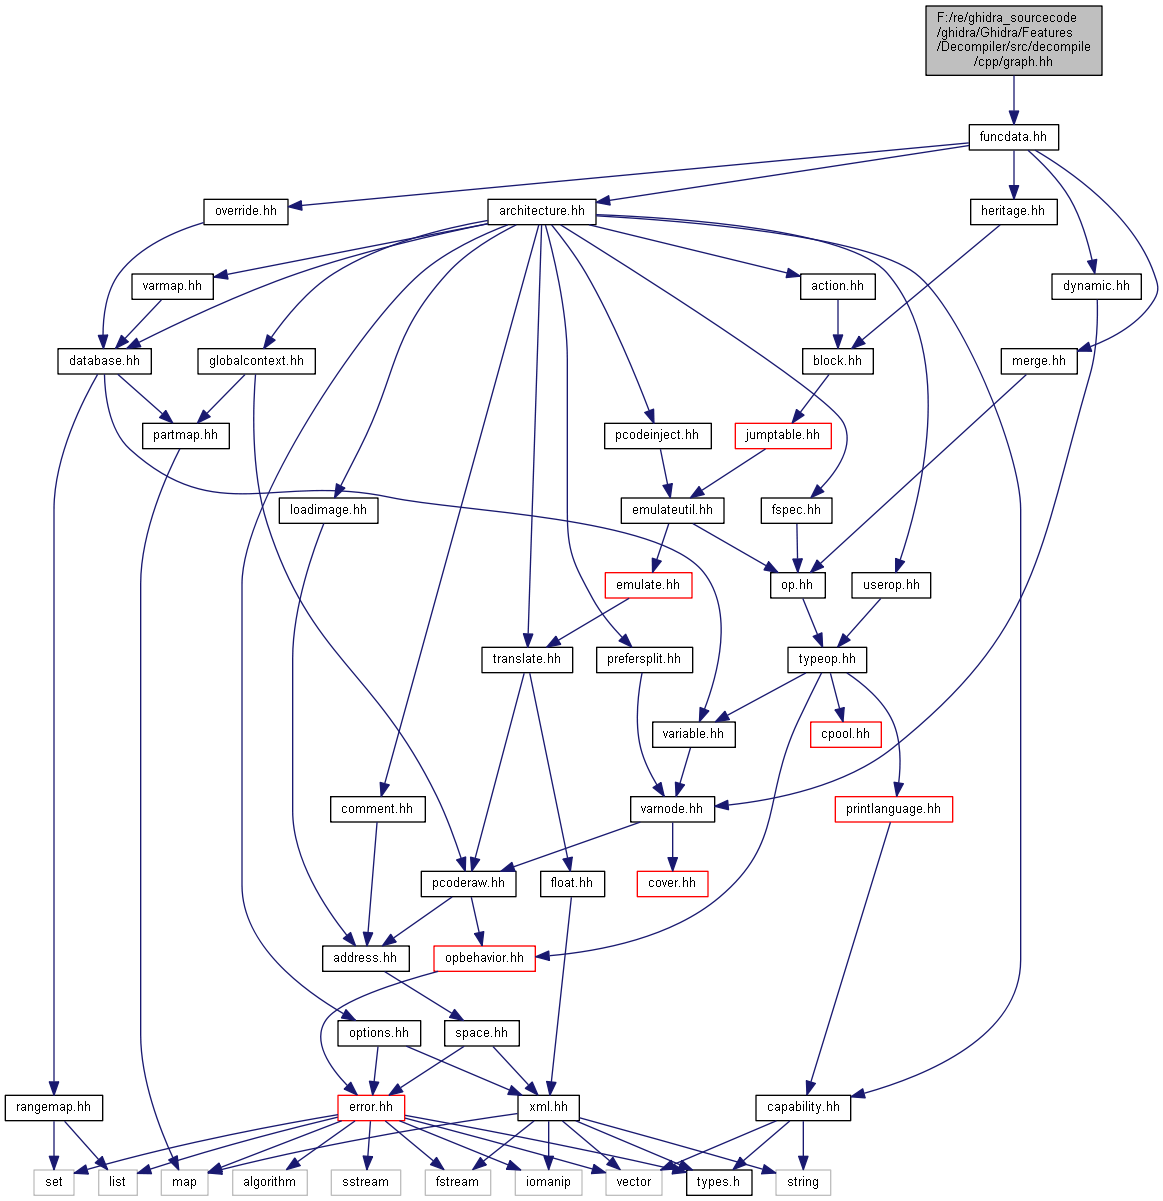 F:/re/ghidra_sourcecode
/ghidra/Ghidra/Features
/Decompiler/src/decompile
/cpp/graph.hh
funcdata.hh
override.hh
architecture.hh
heritage.hh
varmap.hh
action.hh
dynamic.hh
database.hh
globalcontext.hh
block.hh
merge.hh
partmap.hh
pcodeinject.hh
jumptable.hh
loadimage.hh
emulateutil.hh
fspec.hh
emulate.hh
op.hh
userop.hh
translate.hh
prefersplit.hh
typeop.hh
variable.hh
cpool.hh
comment.hh
varnode.hh
printlanguage.hh
pcoderaw.hh
float.hh
cover.hh
address.hh
opbehavior.hh
options.hh
space.hh
rangemap.hh
error.hh
xml.hh
capability.hh
set
list
map
algorithm
sstream
fstream
iomanip
vector
types.h
string